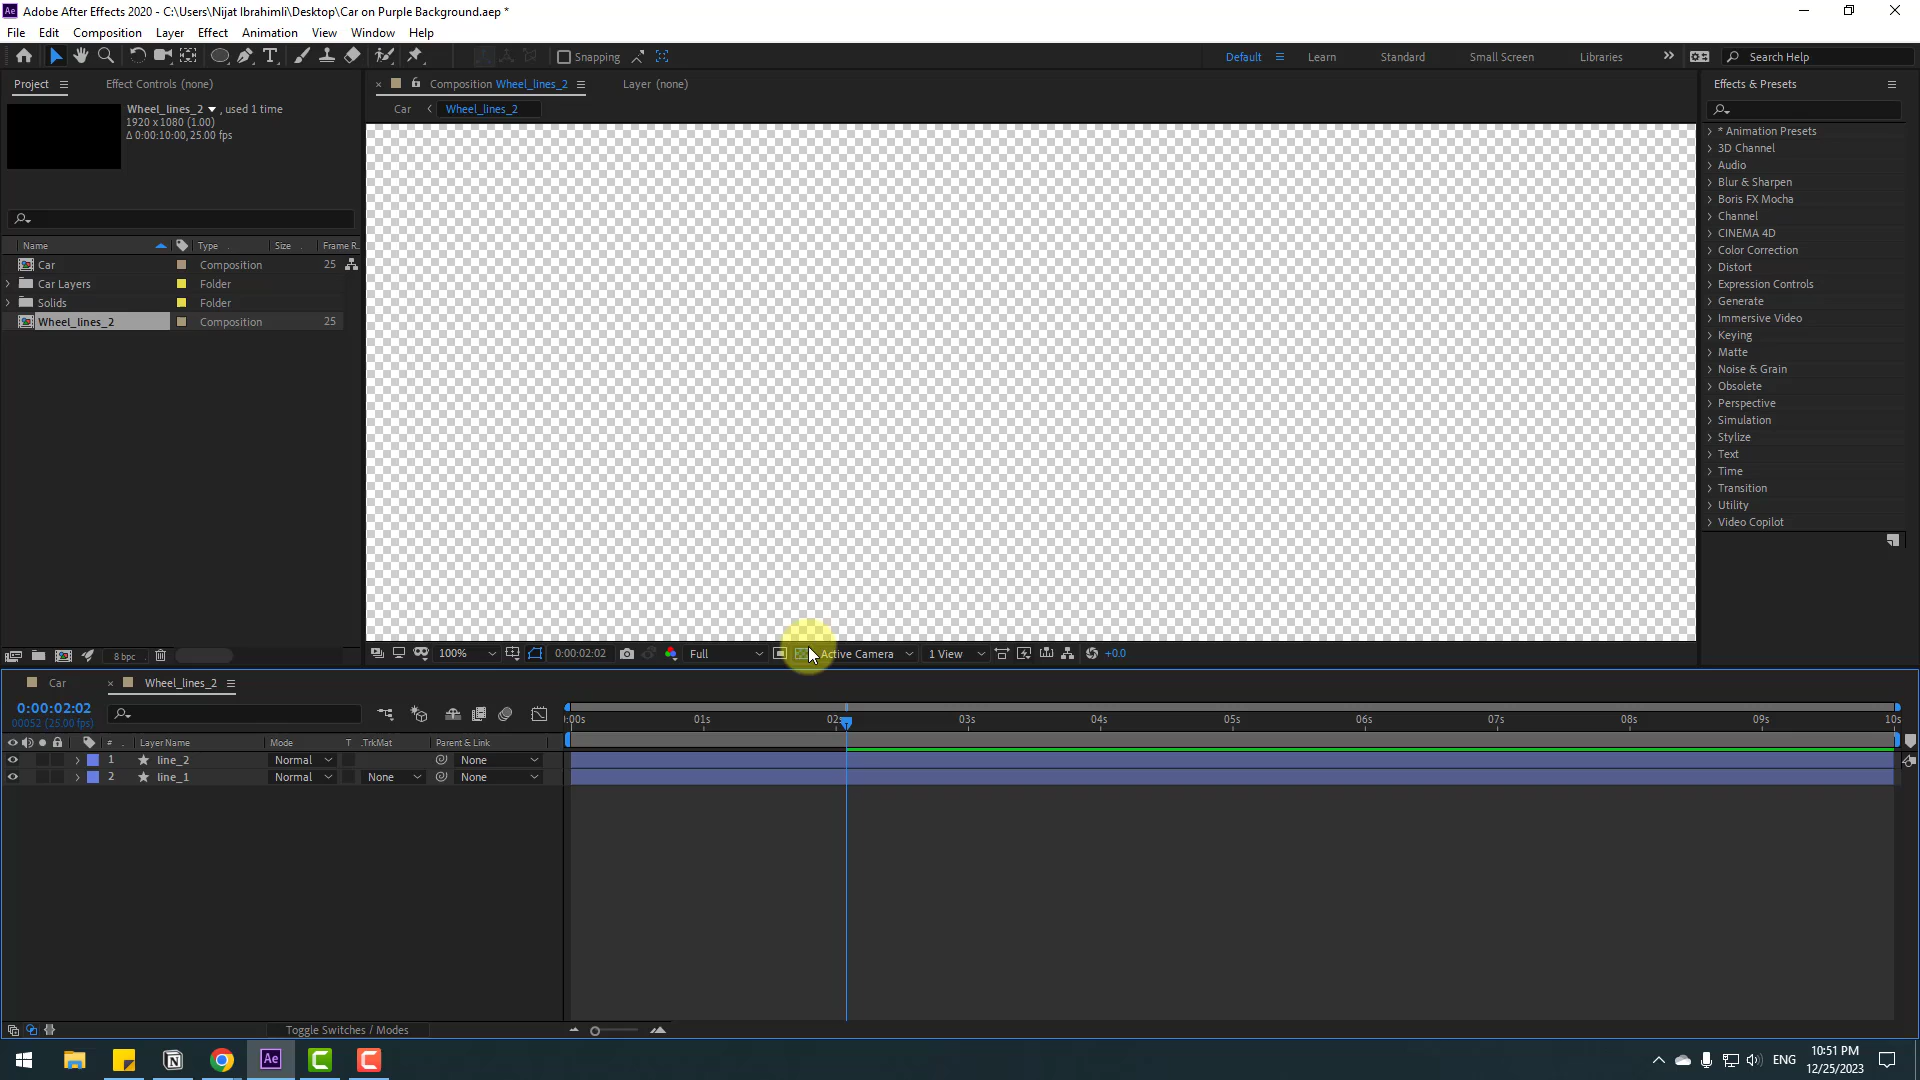 Adobe After Effects 2020 - C:\Users\Nijat Ibrahimli\Desktop\Car on Purple Background.aep *
File Edit Composition Layer Effect Animation View Window Help
Snapping
Default Learn Standard Small Screen Libraries Search Help
Project Effect Controls (none)
Composition Wheel_lines_2 Layer (none)
Effects & Presets
Car Wheel_lines_2
Wheel_lines_2 , used 1 time
1920 x 1080 (1.00)
Δ 0:00:10:00, 25.00 fps
Name Type Size Frame R...
Car Composition 25
Car Layers Folder
Solids Folder
Wheel_lines_2 Composition 25
* Animation Presets
3D Channel
Audio
Blur & Sharpen
Boris FX Mocha
Channel
CINEMA 4D
Color Correction
Distort
Expression Controls
Generate
Immersive Video
Keying
Matte
Noise & Grain
Obsolete
Perspective
Simulation
Stylize
Text
Time
Transition
Utility
Video Copilot
8 bpc
100% 0:00:02:02 Full Active Camera 1 View +0.0
Car Wheel_lines_2
0:00:02:02
00052 (25.00 fps)
:00s 01s 02s 03s 04s 05s 06s 07s 08s 09s 10s
# Layer Name Mode T .TrkMat Parent & Link
1 line_2 Normal None
2 line_1 Normal None None
Toggle Switches / Modes
Ae
ENG
10:51 PM
12/25/2023